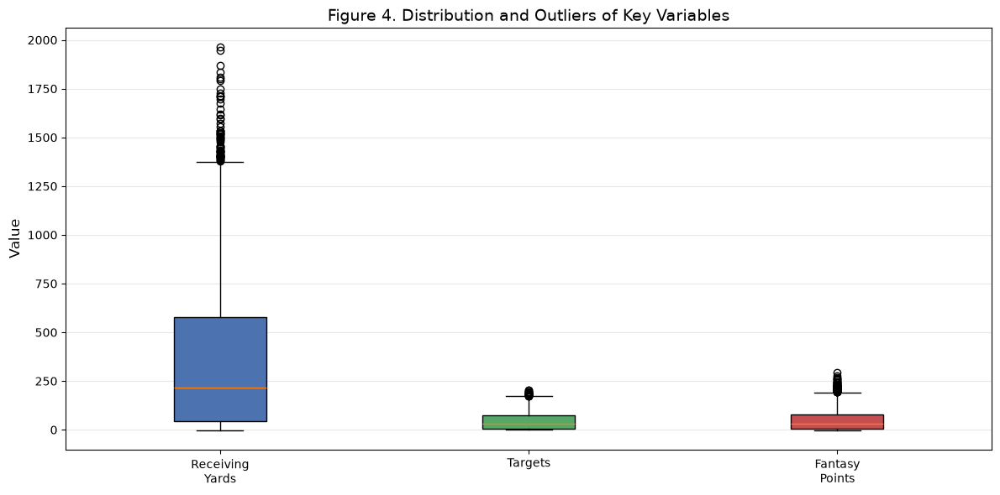 Figure 4. Distribution and Outliers of Key Variables
Value
2000
1750
1500
1250
1000
750
500
250
0
Receiving
Yards
Targets
Fantasy
Points